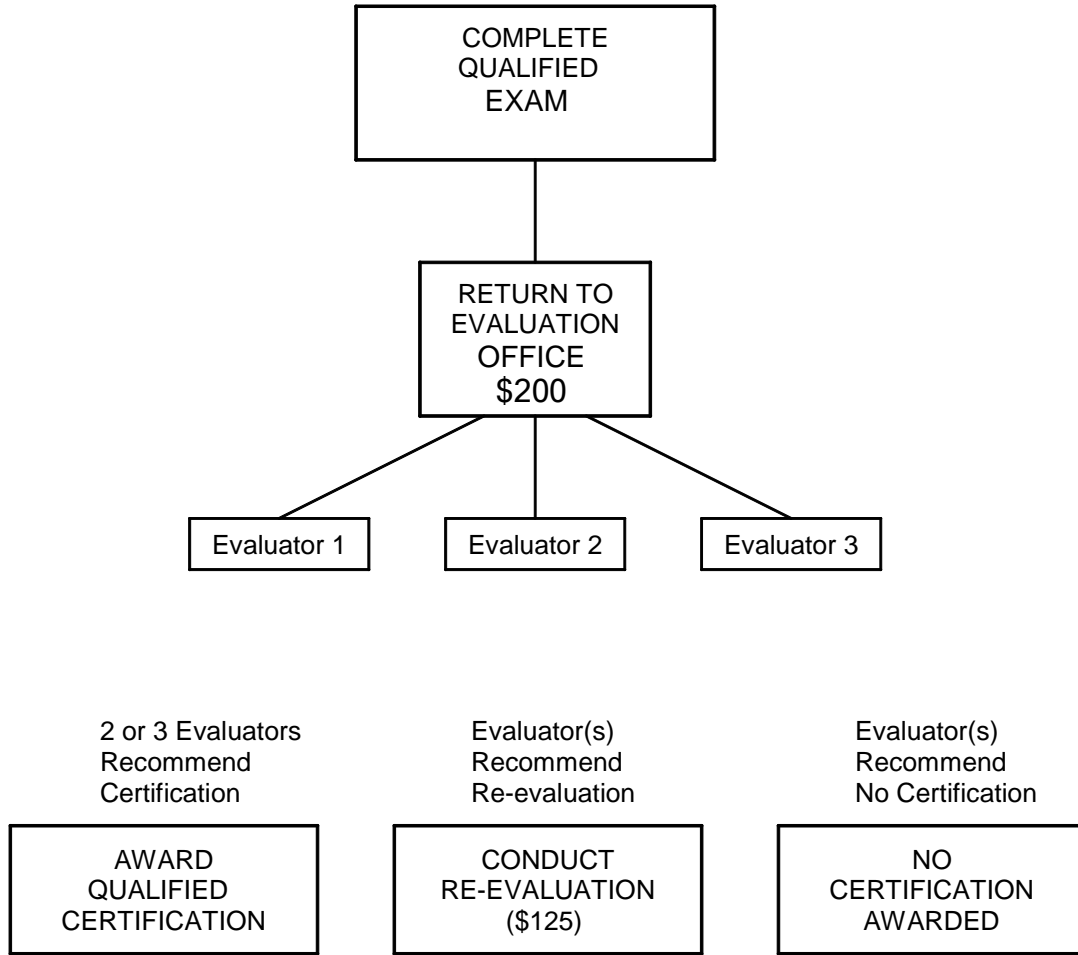 COMPLETE
QUALIFIED
EXAM
RETURN TO
EVALUATION
OFFICE
$200
Evaluator 1
Evaluator 2
Evaluator 3
2 or 3 Evaluators
Recommend
Certification
Evaluator(s)
Recommend
Re-evaluation
Evaluator(s)
Recommend
No Certification
AWARD
QUALIFIED
CERTIFICATION
CONDUCT
RE-EVALUATION
($125)
NO
CERTIFICATION
AWARDED